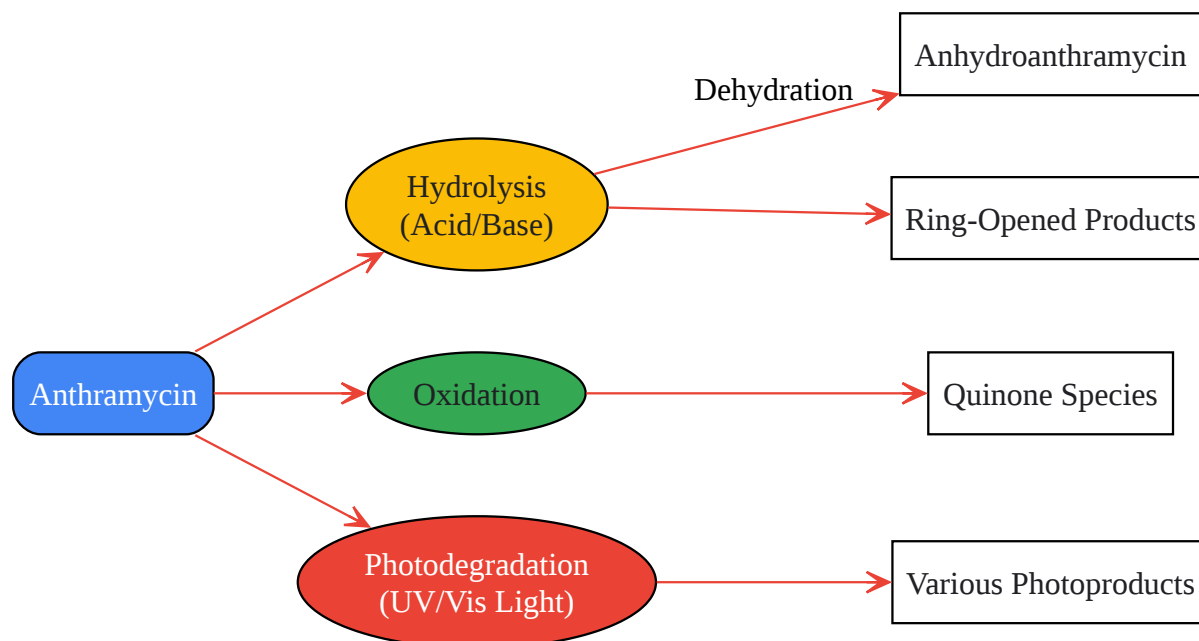 Anthramycin
Hydrolysis
(Acid/Base)
Dehydration
Anhydroanthramycin
Ring-Opened Products
Oxidation
Quinone Species
Photodegradation
(UV/Vis Light)
Various Photoproducts